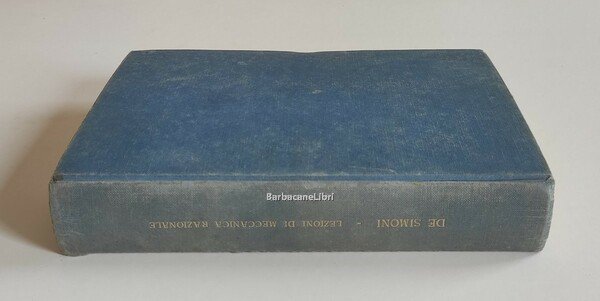 BarbacaneLibri
DE SIMONI - LEZIONI DI MECCANICA RAZIONALE